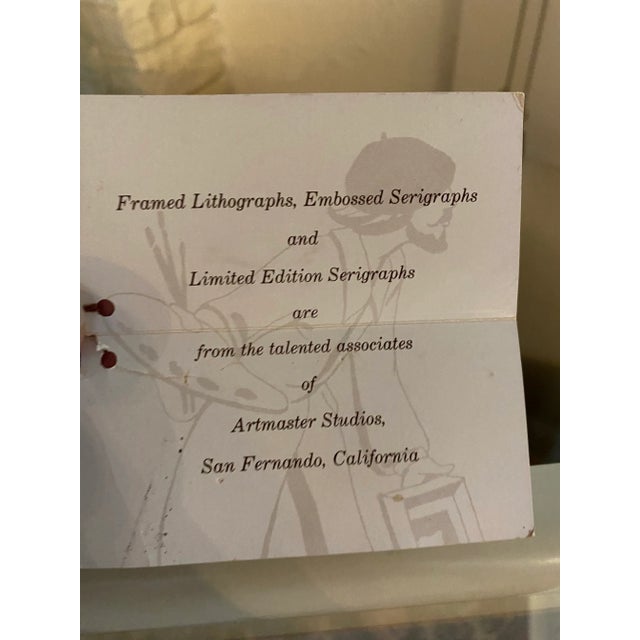 Framed Lithographs, Embossed Serigraphs
and
Limited Edition Serigraphs
are
from the talented associates
of
Artmaster Studios,
San Fernando, California